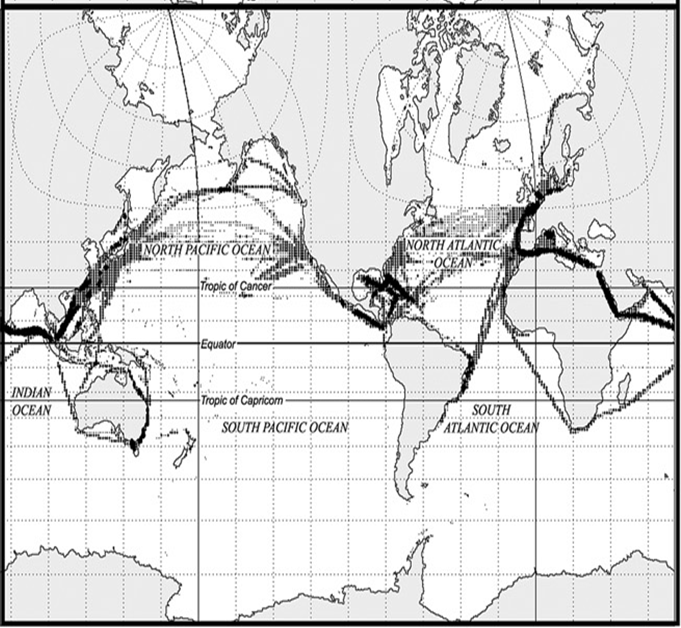 NORTH PACIFIC OCEAN
NORTH ATLANTIC
OCEAN
Tropic of Cancer
Equator
INDIAN
OCEAN
Tropic of Capricorn
SOUTH PACIFIC OCEAN
SOUTH
ATLANTIC OCEAN